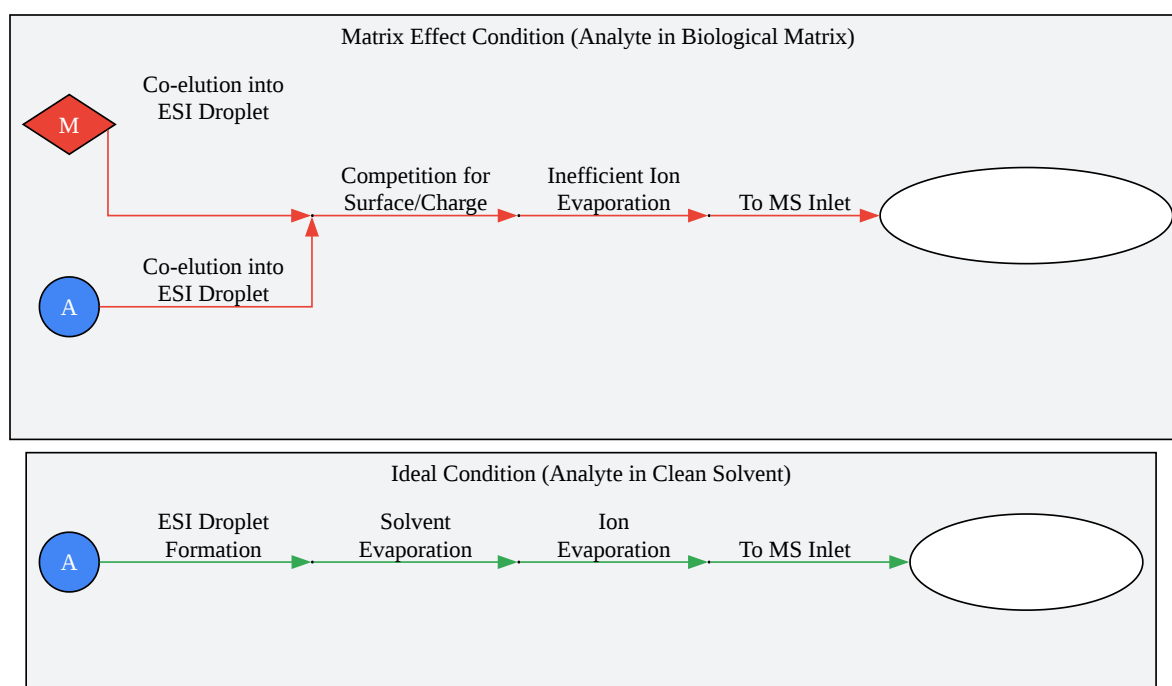 Matrix Effect Condition (Analyte in Biological Matrix)
Co-elution into
ESI Droplet
M
Competition for
Surface/Charge
Inefficient Ion
Evaporation
To MS Inlet
Co-elution into
ESI Droplet
A
Ideal Condition (Analyte in Clean Solvent)
A
ESI Droplet
Formation
Solvent
Evaporation
Ion
Evaporation
To MS Inlet